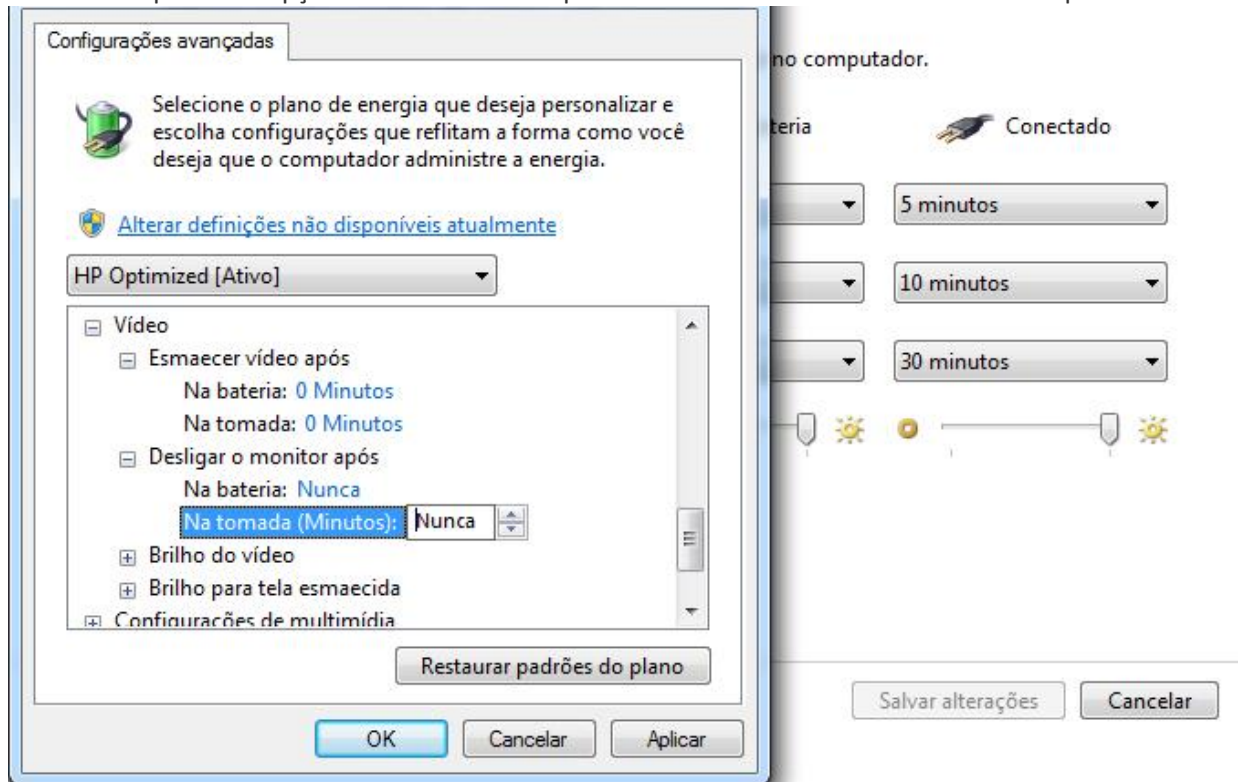 Configurações avançadas
Selecione o plano de energia que deseja personalizar e
escolha configurações que reflitam a forma como você
deseja que o computador administre a energia.
Alterar definições não disponíveis atualmente
HP Optimized [Ativo]
Vídeo
Esmaecer vídeo após
Na bateria: 0 Minutos
Na tomada: 0 Minutos
Desligar o monitor após
Na bateria: Nunca
Na tomada (Minutos): Nunca
Brilho do vídeo
Brilho para tela esmaecida
Configurações de multimídia
Restaurar padrões do plano
OK Cancelar Aplicar
no computador.
teria Conectado
5 minutos
10 minutos
30 minutos
Salvar alterações Cancelar